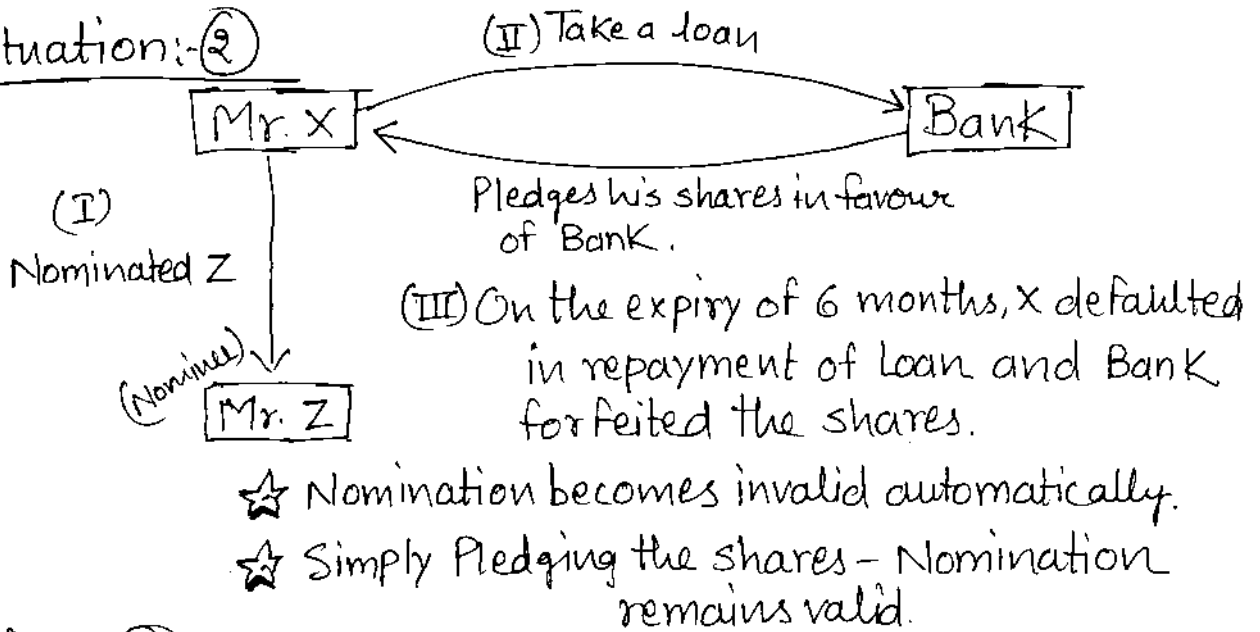 tuation:-②
(II) Take a loan
Mr. X
Bank
Pledges his shares in favour
of Bank.
(I)
Nominated Z
(Nominee)
Mr. Z
(III) On the expiry of 6 months, X defaulted
in repayment of Loan and Bank
forfeited the shares.
☆ Nomination becomes invalid automatically.
☆ Simply Pledging the shares - Nomination
remains valid.